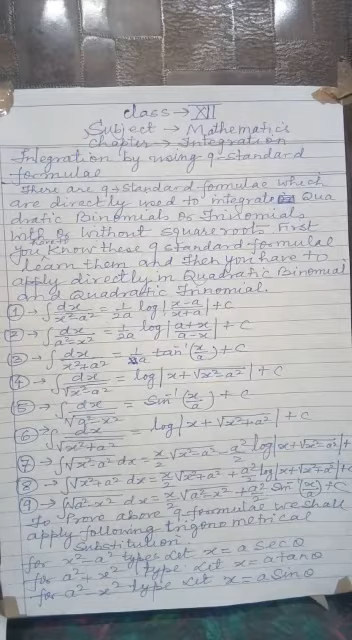 class → XII
Subject → Mathematics
Chapter → Integration
Integration by using 9-standard
formulae
There are 9-Standard formulae which
are directly used to integrate Qua
dratic Binomials Or Trinomials
with Or Without square roots. First
You Know these 9 standard formulae
learn them and then you have to
apply directly in Quadratic Binomial
and Quadratic Trinomial.
① → ∫dx/x²-a² = 1/2a log|x-a/x+a| + c
② → ∫dx/a²-x² = 1/2a log|a+x/a-x| + c
③ → ∫dx/x²+a² = 1/a tan⁻¹(x/a) + c
④ → ∫dx/√x²-a² = log|x+√x²-a²| + c
⑤ → ∫dx/√a²-x² = Sin⁻¹(x/a) + c
⑥ → ∫dx/√x²+a² = log|x+√x²+a²| + c
⑦ → ∫√x²-a² dx = x/2 √x²-a² - a²/2 log|x+√x²-a²| +
⑧ → ∫√x²+a² dx = x/2 √x²+a² + a²/2 log|x+√x²+a²| +
⑨ → ∫√a²-x² dx = x/2 √a²-x² + a²/2 Sin⁻¹(x/a) + c
To Prove above 9 formulae we shall
apply following trigonometrical
Substitution.
for x²-a² type let x = a secθ
for a²+x² type let x = a tanθ
for a²-x² type let x = a sinθ